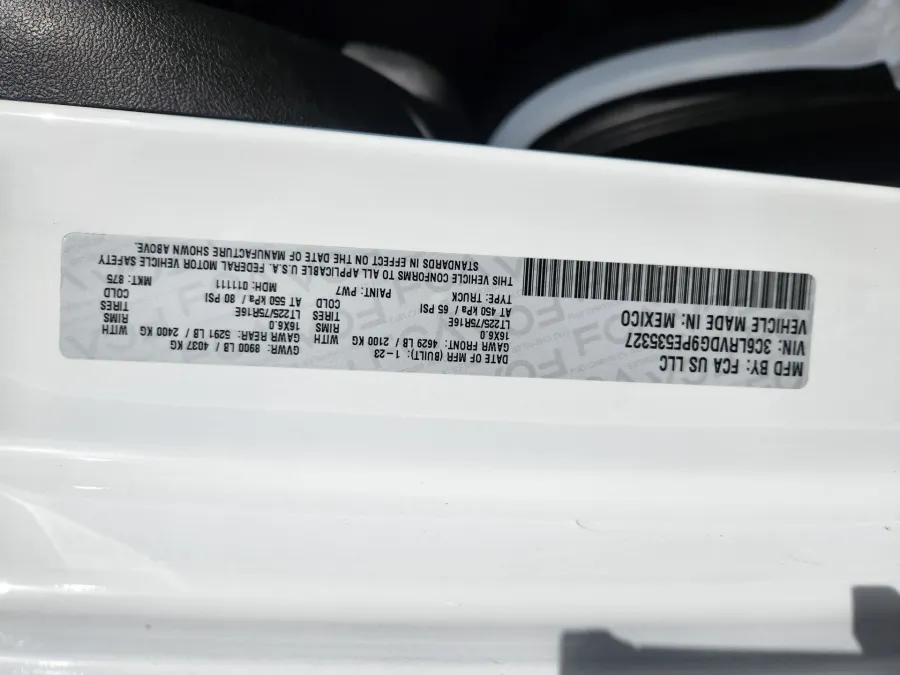 MFD BY: FCA US LLC
VIN: 3C6LRVDG9PE535327
VEHICLE MADE IN: MEXICO
DATE OF MFR (BUILT): 1-23
GVWR: 8900 LB / 4037 KG
GAWR FRONT: 4629 LB / 2100 KG WITH
16X6.0 RIMS
LT225/75R16E TIRES
AT 450 kPa / 65 PSI COLD
GAWR REAR: 5291 LB / 2400 KG WITH
16X6.0 RIMS
LT225/75R16E TIRES
AT 550 kPa / 80 PSI COLD
TYPE: TRUCK PAINT: PW7 MDH: 011111 MKT: 875
THIS VEHICLE CONFORMS TO ALL APPLICABLE U.S.A. FEDERAL MOTOR VEHICLE SAFETY
STANDARDS IN EFFECT ON THE DATE OF MANUFACTURE SHOWN ABOVE.